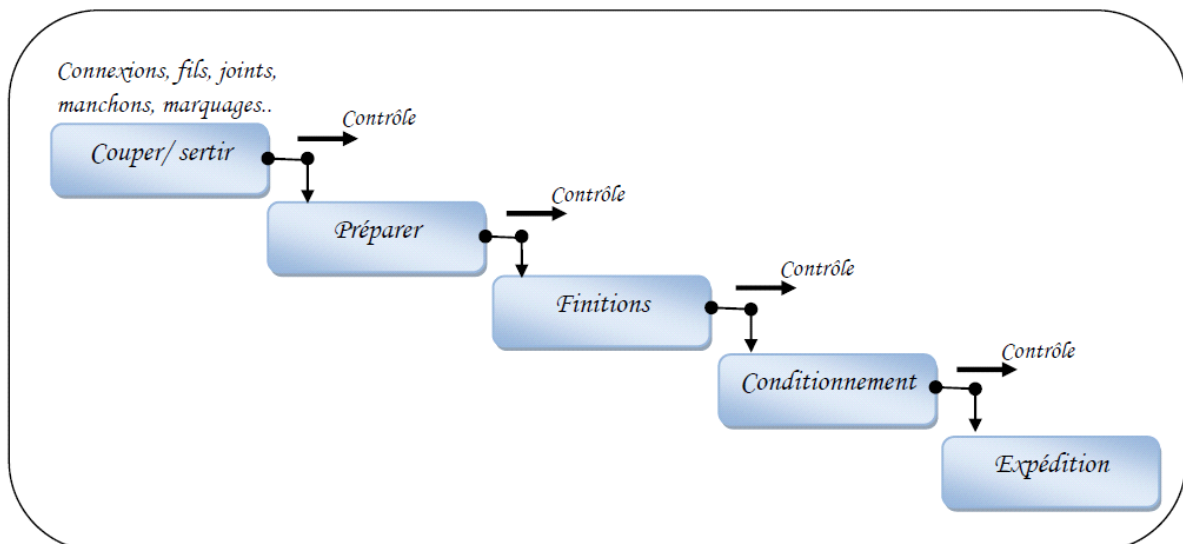 Connexions, fils, joints,
manchons, marquages..
Contrôle
Couper/ sertir
Contrôle
Préparer
Contrôle
Finitions
Contrôle
Conditionnement
Expédition